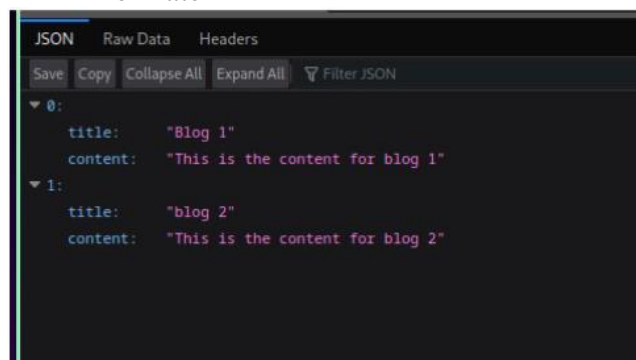 JSON Raw Data Headers
Save Copy Collapse All Expand All Filter JSON
0:
title: "Blog 1"
content: "This is the content for blog 1"
1:
title: "blog 2"
content: "This is the content for blog 2"